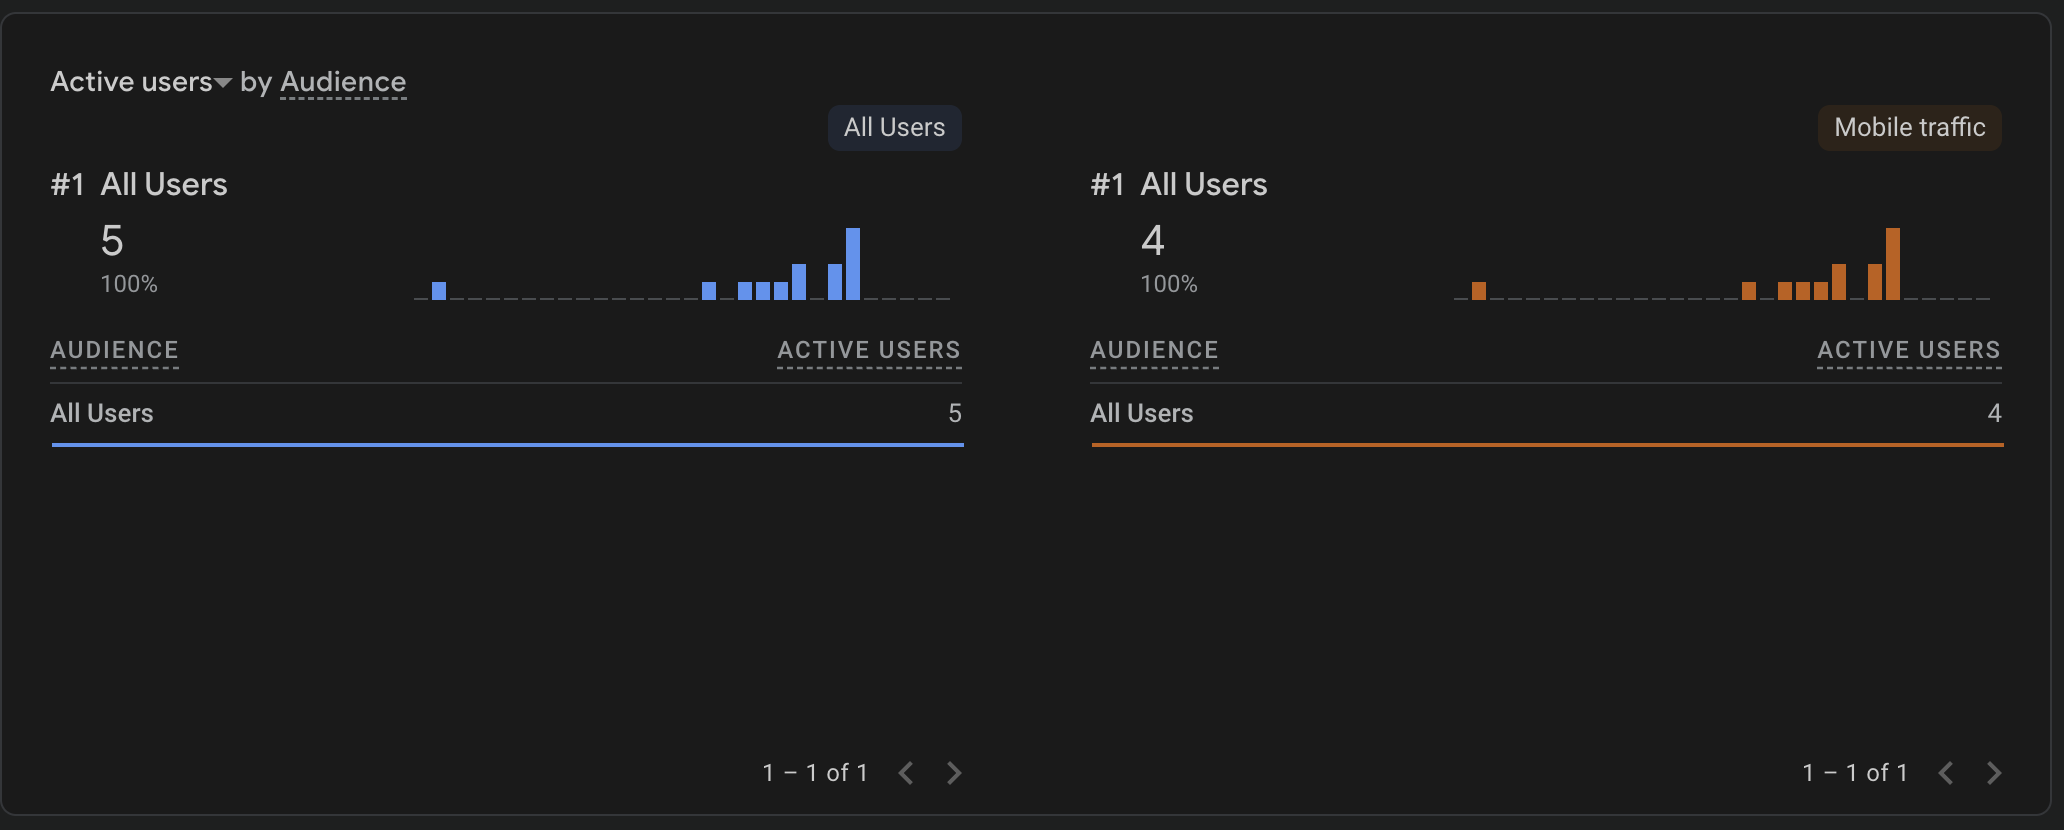 Active users by Audience
All Users
#1 All Users
5
100%
AUDIENCE ACTIVE USERS
All Users 5
1 – 1 of 1
Mobile traffic
#1 All Users
4
100%
AUDIENCE ACTIVE USERS
All Users 4
1 – 1 of 1